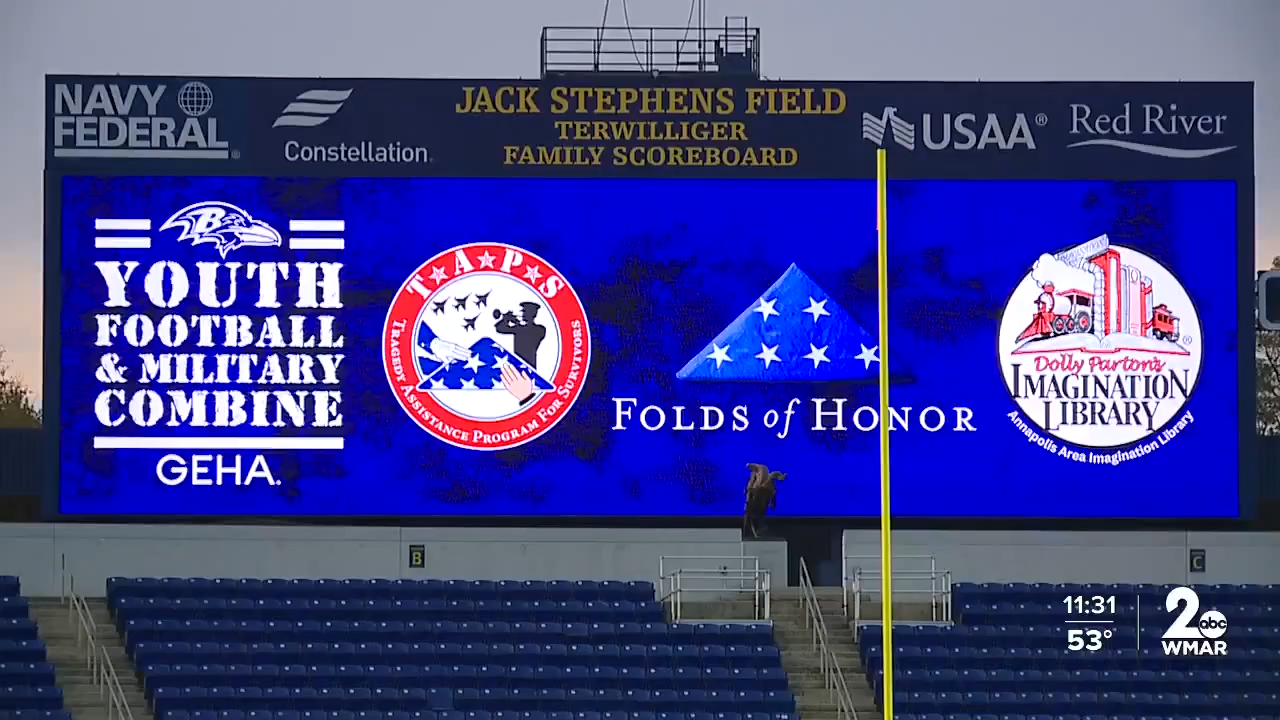 NAVY
FEDERAL®
Constellation
JACK STEPHENS FIELD
TERWILLIGER
FAMILY SCOREBOARD
USAA®
Red River
B
YOUTH
FOOTBALL
& MILITARY
COMBINE
GEHA.
T★A★P★S
TRAGEDY ASSISTANCE PROGRAM FOR SURVIVORS
FOLDS of HONOR
Dolly Parton's
IMAGINATION
LIBRARY®
Annapolis Area Imagination Library
B
C
11:31
53°
2 abc
WMAR